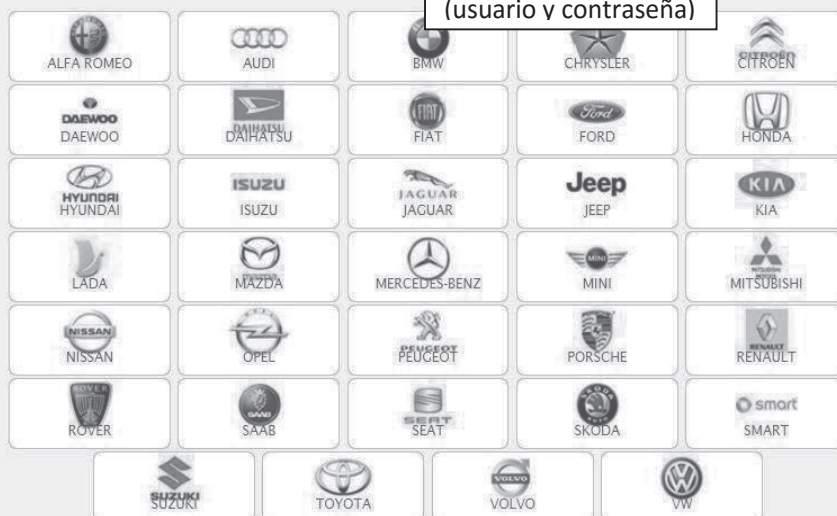 (usuario y contraseña)
ALFA ROMEO
AUDI
BMW
CHRYSLER
CITROËN
CITROËN
DAEWOO
DAEWOO
DAIHATSU
DAIHATSU
FIAT
FIAT
Ford
FORD
HONDA
HYUNDAI
HYUNDAI
ISUZU
ISUZU
JAGUAR
JAGUAR
Jeep
JEEP
KIA
KIA
LADA
MAZDA
MERCEDES-BENZ
MINI
MINI
MITSUBISHI
MITSUBISHI
NISSAN
NISSAN
OPEL
PEUGEOT
PEUGEOT
PORSCHE
RENAULT
RENAULT
ROVER
ROVER
SAAB
SAAB
SEAT
SEAT
SKODA
SKODA
smart
SMART
SUZUKI
SUZUKI
TOYOTA
VOLVO
VOLVO
VW